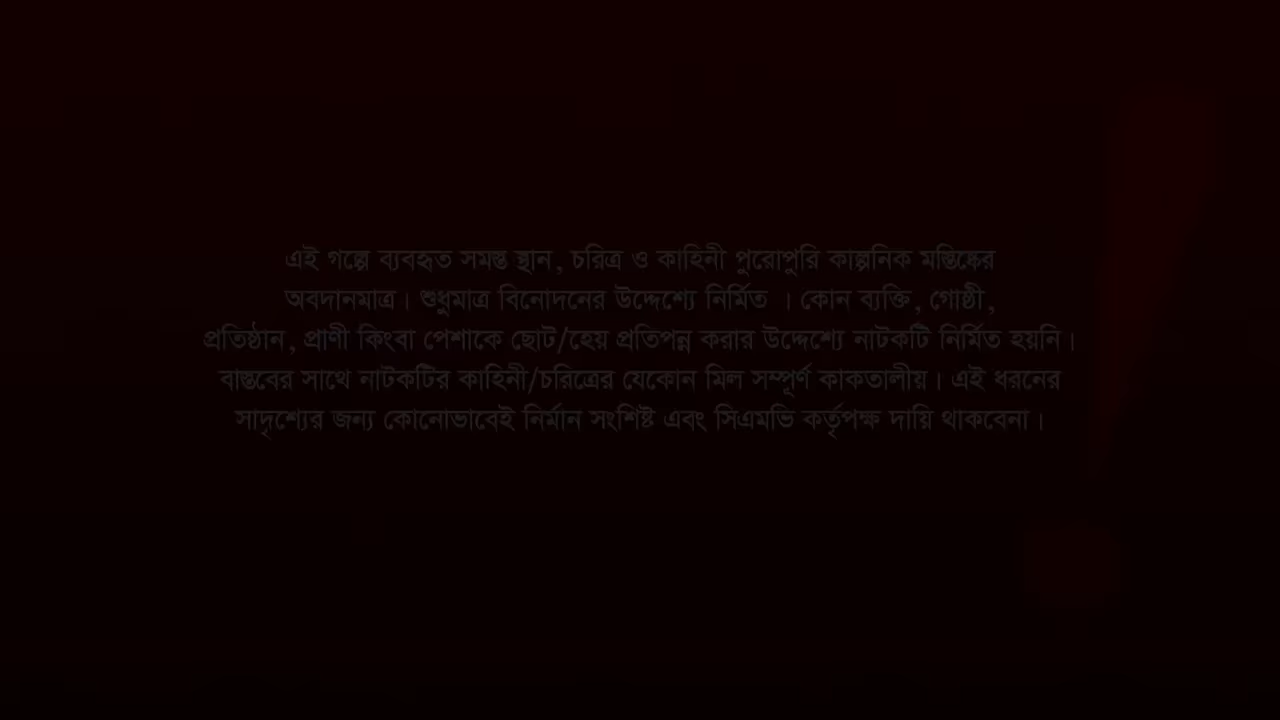 এই গল্পে ব্যবহৃত সমস্ত স্থান, চরিত্র ও কাহিনী পুরোপুরি কাল্পনিক মস্তিষ্কের
অবদানমাত্র। শুধুমাত্র বিনোদনের উদ্দেশ্যে নির্মিত । কোন ব্যক্তি, গোষ্ঠী,
প্রতিষ্ঠান, প্রাণী কিংবা পেশাকে ছোট/হেয় প্রতিপন্ন করার উদ্দেশ্যে নাটকটি নির্মিত হয়নি।
বাস্তবের সাথে নাটকটির কাহিনী/চরিত্রের যেকোন মিল সম্পূর্ণ কাকতালীয়। এই ধরনের
সাদৃশ্যের জন্য কোনোভাবেই নির্মান সংশিষ্ট এবং সিএমভি কর্তৃপক্ষ দায়ি থাকবেনা।